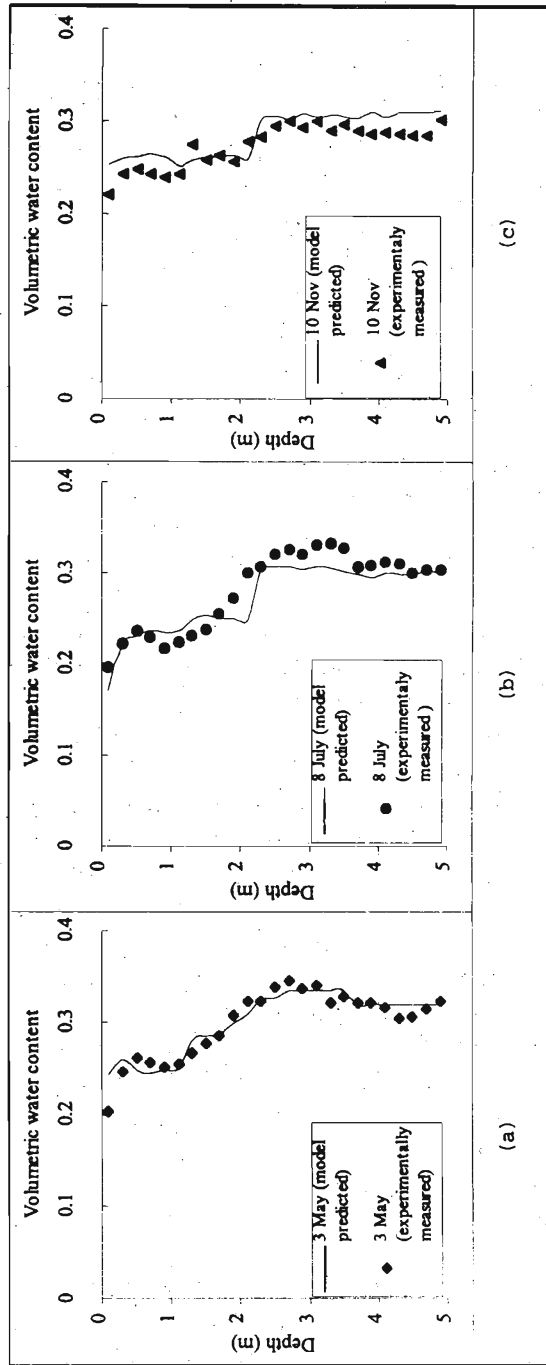 Volumetric water content
0 0.1 0.2 0.3 0.4
0
1
2
3
4
5
Depth (m)
3 May (model
predicted)
3 May
(experimentally
measured)
(a)
Volumetric water content
0 0.1 0.2 0.3 0.4
0
1
2
3
4
5
Depth (m)
8 July (model
predicted)
8 July
(experimentaly
measured )
(b)
Volumetric water content
0 0.1 0.2 0.3 0.4
0
1
2
3
4
5
Depth (m)
10 Nov (model
predicted)
10 Nov
(experimentaly
measured )
(c)